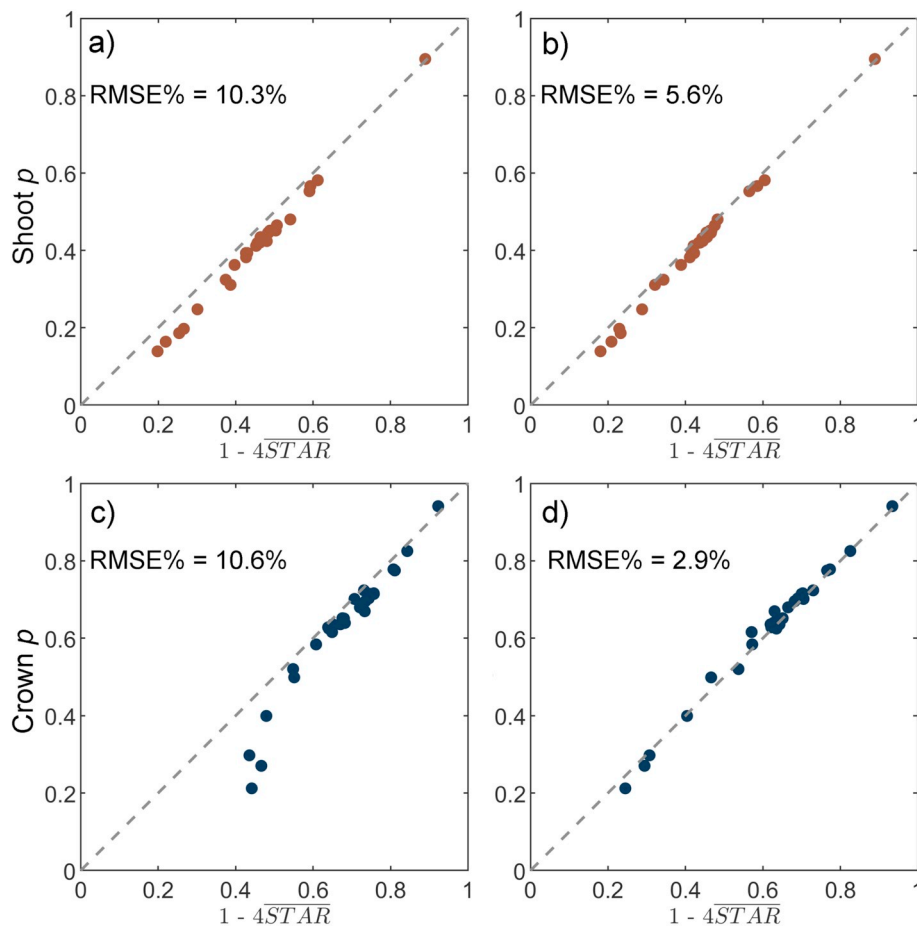 a)
RMSE% = 10.3%
Shoot p
1
0.8
0.6
0.4
0.2
0
0 0.2 0.4 0.6 0.8 1
1 - 4STAR
b)
RMSE% = 5.6%
1
0.8
0.6
0.4
0.2
0
0 0.2 0.4 0.6 0.8 1
1 - 4STAR
c)
RMSE% = 10.6%
Crown p
1
0.8
0.6
0.4
0.2
0
0 0.2 0.4 0.6 0.8 1
1 - 4STAR
d)
RMSE% = 2.9%
1
0.8
0.6
0.4
0.2
0
0 0.2 0.4 0.6 0.8 1
1 - 4STAR